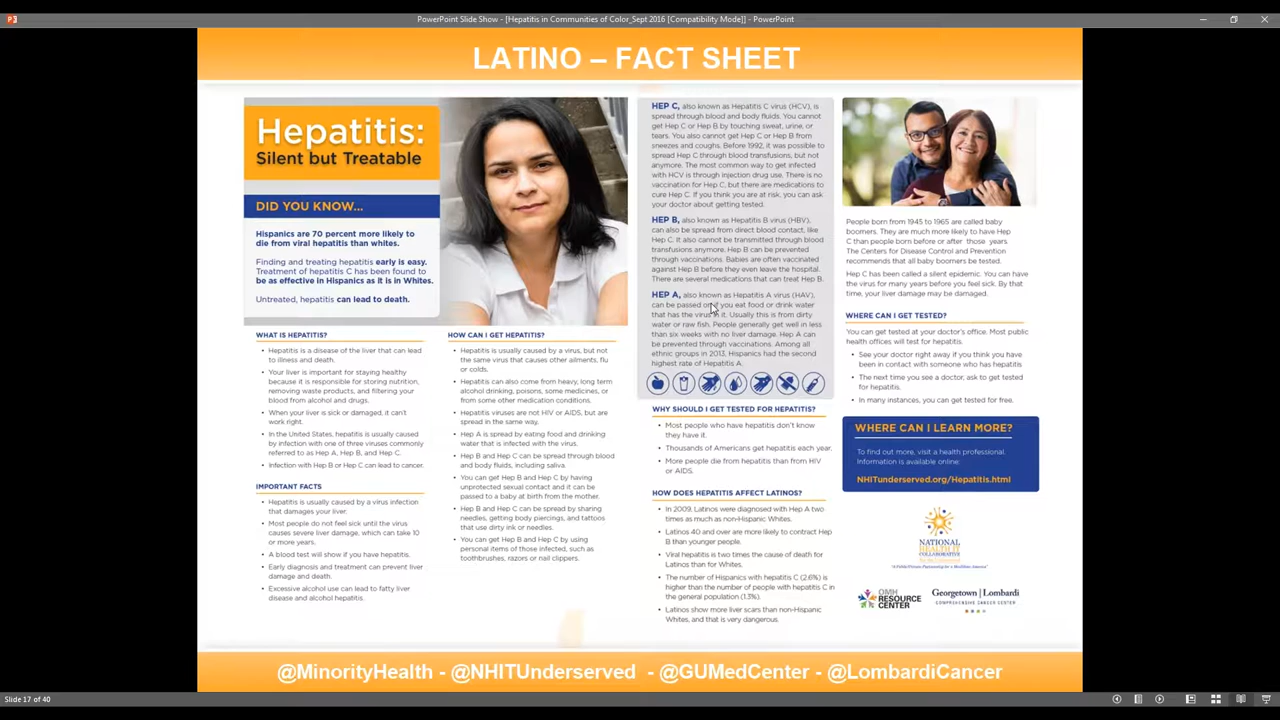 PowerPoint Slide Show - [Hepatitis in Communities of Color_Sept 2016 [Compatibility Mode]] - PowerPoint
LATINO – FACT SHEET
Hepatitis:
Silent but Treatable
DID YOU KNOW...
Hispanics are 70 percent more likely to
die from viral hepatitis than whites.
Finding and treating hepatitis early is easy.
Treatment of hepatitis C has been found to
be as effective in Hispanics as it is in Whites.
Untreated, hepatitis can lead to death.
WHAT IS HEPATITIS?
• Hepatitis is a disease of the liver that can lead
to illness and death.
• Your liver is important for staying healthy
because it is responsible for storing nutrition,
removing waste products, and filtering your
blood from alcohol and drugs.
• When your liver is sick or damaged, it can't
work right.
• In the United States, hepatitis is usually caused
by infection with one of three viruses commonly
referred to as Hep A, Hep B, and Hep C.
• Infection with Hep B or Hep C can lead to cancer.
IMPORTANT FACTS
• Hepatitis is usually caused by a virus infection
that damages your liver.
• Most people do not feel sick until the virus
causes severe liver damage, which can take 10
or more years.
• A blood test will show if you have hepatitis.
• Early diagnosis and treatment can prevent liver
damage and death.
• Excessive alcohol use can lead to fatty liver
disease and alcohol hepatitis.
HOW CAN I GET HEPATITIS?
• Hepatitis is usually caused by a virus, but not
the same virus that causes other ailments, flu
or colds.
• Hepatitis can also come from heavy, long term
alcohol drinking, poisons, some medicines, or
from some other medication conditions.
• Hepatitis viruses are not HIV or AIDS, but are
spread in the same way.
• Hep A is spread by eating food and drinking
water that is infected with the virus.
• Hep B and Hep C can be spread through blood
and body fluids, including saliva.
• You can get Hep B and Hep C by having
unprotected sexual contact and it can be
passed to a baby at birth from the mother.
• Hep B and Hep C can be spread by sharing
needles, getting body piercings, and tattoos
that use dirty ink or needles.
• You can get Hep B and Hep C by using
personal items of those infected, such as
toothbrushes, razors or nail clippers.
HEP C, also known as Hepatitis C virus (HCV), is
spread through blood and body fluids. You cannot
get Hep C or Hep B by touching sweat, urine, or
tears. You also cannot get Hep C or Hep B from
sneezes and coughs. Before 1992, it was possible to
spread Hep C through blood transfusions, but not
anymore. The most common way to get infected
with HCV is through injection drug use. There is no
vaccination for Hep C, but there are medications to
cure Hep C. If you think you are at risk, you can ask
your doctor about getting tested.
HEP B, also known as Hepatitis B virus (HBV),
can also be spread from direct blood contact, like
Hep C. It also cannot be transmitted through blood
transfusions anymore. Hep B can be prevented
through vaccinations. Babies are often vaccinated
against Hep B before they even leave the hospital.
There are several medications that can treat Hep B.
HEP A, also known as Hepatitis A virus (HAV),
can be passed on you eat food or drink water
that has the virus it. Usually this is from dirty
water or raw fish. People generally get well in less
than six weeks with no liver damage. Hep A can
be prevented through vaccinations. Among all
ethnic groups in 2013, Hispanics had the second
highest rate of Hepatitis A.
WHY SHOULD I GET TESTED FOR HEPATITIS?
• Most people who have hepatitis don't know
they have it.
• Thousands of Americans get hepatitis each year.
• More people die from hepatitis than from HIV
or AIDS.
HOW DOES HEPATITIS AFFECT LATINOS?
• In 2009, Latinos were diagnosed with Hep A two
times as much as non-Hispanic Whites.
• Latinos 40 and over are more likely to contract Hep
B than younger people.
• Viral hepatitis is two times the cause of death for
Latinos than for Whites.
• The number of Hispanics with hepatitis C (2.6%) is
higher than the number of people with hepatitis C in
the general population (1.3%).
• Latinos show more liver scars than non-Hispanic
Whites, and that is very dangerous.
People born from 1945 to 1965 are called baby
boomers. They are much more likely to have Hep
C than people born before or after those years.
The Centers for Disease Control and Prevention
recommends that all baby boomers be tested.
Hep C has been called a silent epidemic. You can have
the virus for many years before you feel sick. By that
time, your liver damage may be damaged.
WHERE CAN I GET TESTED?
You can get tested at your doctor's office. Most public
health offices will test for hepatitis.
• See your doctor right away if you think you have
been in contact with someone who has hepatitis
• The next time you see a doctor, ask to get tested
for hepatitis.
• In many instances, you can get tested for free.
WHERE CAN I LEARN MORE?
To find out more, visit a health professional.
Information is available online:
NHITunderserved.org/Hepatitis.html
NATIONAL
HEALTH IT
COLLABORATIVE
"A Public/Private Partnership for a Healthier America"
OMH
RESOURCE
CENTER
Georgetown | Lombardi
COMPREHENSIVE CANCER CENTER
@MinorityHealth - @NHITUnderserved - @GUMedCenter - @LombardiCancer
Slide 17 of 40